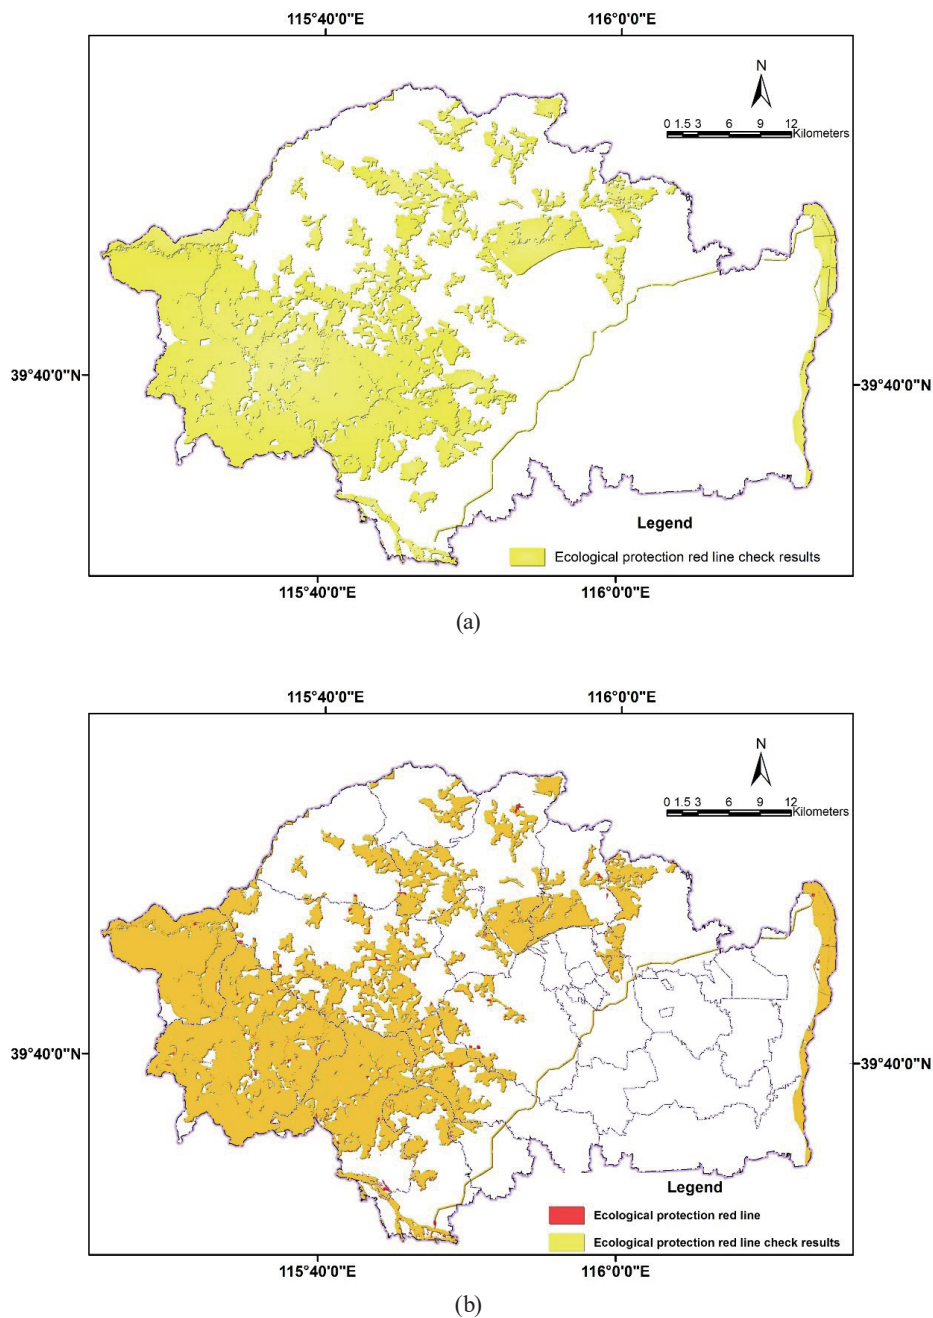 115°40'0"E
116°0'0"E
N
0 1.5 3 6 9 12
Kilometers
39°40'0"N
39°40'0"N
Legend
Ecological protection red line check results
115°40'0"E
116°0'0"E
(a)
115°40'0"E
116°0'0"E
N
0 1.5 3 6 9 12
Kilometers
39°40'0"N
39°40'0"N
Legend
Ecological protection red line
Ecological protection red line check results
115°40'0"E
116°0'0"E
(b)